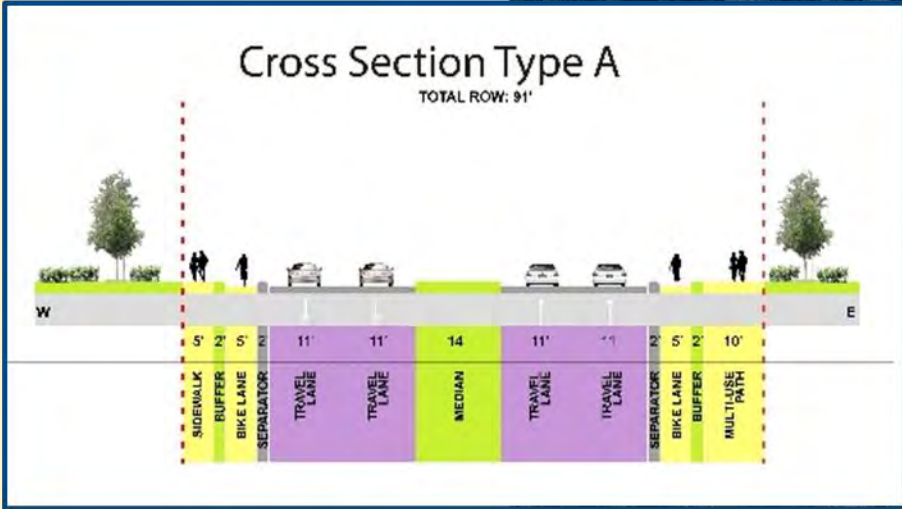 Cross Section Type A
TOTAL ROW: 91'
W
E
5' 2' 5' 2' 11' 11' 14 11' 11' 2' 5' 2' 10'
SIDEWALK
BUFFER
BIKE LANE
SEPARATOR
TRAVEL
LANE
TRAVEL
LANE
MEDIAN
TRAVEL
LANE
TRAVEL
LANE
SEPARATOR
BIKE LANE
BUFFER
MULTI-USE
PATH